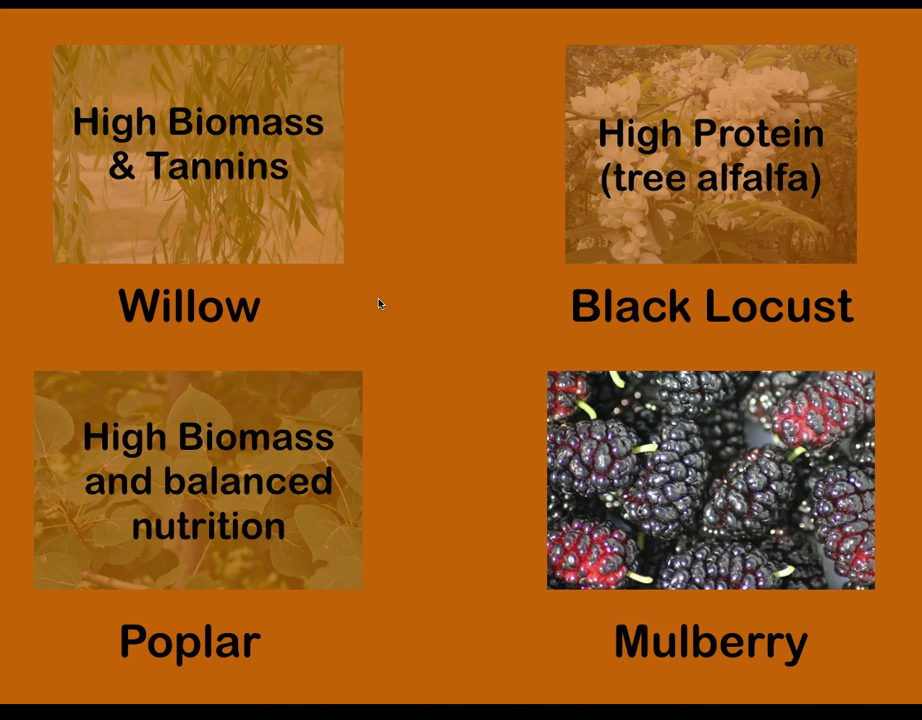 High Biomass
& Tannins
High Protein
(tree alfalfa)
Willow
Black Locust
High Biomass
and balanced
nutrition
Poplar
Mulberry